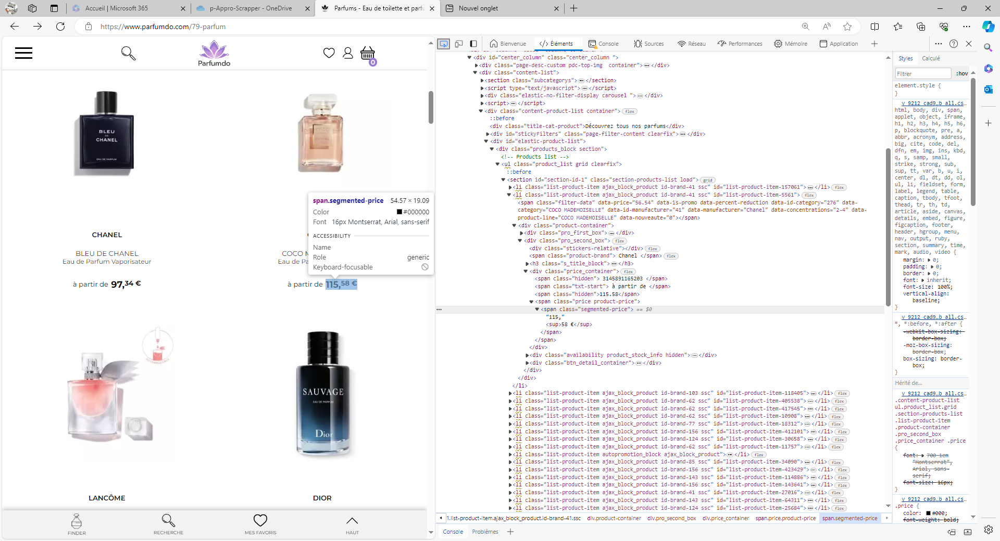 Accueil | Microsoft 365
p-Appro-Scrapper - OneDrive
Parfums - Eau de toilette et parfu
Nouvel onglet
https://www.parfumdo.com/79-parfum
Parfumdo
0
BLEU
DE
CHANEL
EAU DE PARFUM
CHANEL
BLEU DE CHANEL
Eau de Parfum Vaporisateur
à partir de 97,34 €
COCO M
Eau de Pa
à partir de 115,58 €
span.segmented-price 54.57 × 19.09
Color #000000
Font 16px Montserrat, Arial, sans-serif
ACCESSIBILITY
Name
Role generic
Keyboard-focusable
SAUVAGE
EAU DE PARFUM
Dior
LANCÔME
DIOR
FINDER
RECHERCHE
MES FAVORIS
HAUT
Bienvenue
</> Éléments
Console
Sources
Réseau
Performances
Mémoire
Application
<div id="center_column" class="center_column ">
<div class="page-desc-custom pdc-top-img  container">…</div>
<div class="content-list">
<section class="subcategorys">…</section>
<script type="text/javascript">…</script>
<div class="elastic-no-filter-display carousel ">…</div>
<script>…</script>
<div class="content-product-list container"> flex
::before
<div class="title-cat-product">Découvrez tous nos parfums</div>
<div id="stickyFilters" class="page-filter-content clearfix">…</div>
<div id="elastic-product-list">
<div class="products_block section">
<!-- Products list -->
<ul class="product_list grid clearfix">
::before
<section id="section-id-1" class="section-products-list load"> grid
<li class="list-product-item ajax_block_product id-brand-41 ssc" id="list-product-item-157061">…</li> flex
<li class="list-product-item ajax_block_product id-brand-41 ssc" id="list-product-item-5561"> flex
<span class="filter-data" data-price="56.54" data-is-promo data-percent-reduction data-id-category="276" data-
category="COCO MADEMOISELLE" data-id-manufacturer="41" data-manufacturer="Chanel" data-concentrations="2-4" data-
product-line="COCO MADEMOISELLE" data-nouveaute="0"></span>
<div class="product-container">
<div class="pro_first_box">…</div>
<div class="pro_second_box"> flex
<div class="stickers-relative"></div> flex
<span class="product-brand"> Chanel </span> flex
<h3 class="s_title_block">…</h3>
<div class="price_container"> flex
<span class="hidden"> 3145891165203 </span>
<span class="txt-start"> à partir de </span>
<span class="hidden">115.58</span>
<span class="price product-price">
<span class="segmented-price"> == $0
"115,"
<sup>58 €</sup>
</span>
</span>
</div>
<div class="availability product_stock_info hidden">…</div>
<div class="btn_detail_container">…</div>
</div>
</div>
</li>
<li class="list-product-item ajax_block_product id-brand-103 ssc" id="list-product-item-118405">…</li> flex
<li class="list-product-item ajax_block_product id-brand-62 ssc" id="list-product-item-405538">…</li> flex
<li class="list-product-item ajax_block_product id-brand-62 ssc" id="list-product-item-417545">…</li> flex
<li class="list-product-item ajax_block_product id-brand-62 ssc" id="list-product-item-10908">…</li> flex
<li class="list-product-item ajax_block_product id-brand-77 ssc" id="list-product-item-18312">…</li> flex
<li class="list-product-item ajax_block_product id-brand-156 ssc" id="list-product-item-412101">…</li> flex
<li class="list-product-item ajax_block_product id-brand-124 ssc" id="list-product-item-30658">…</li> flex
<li class="list-product-item ajax_block_product id-brand-62 ssc" id="list-product-item-11757">…</li> flex
<li class="list-product-item autopromotion_block ajax_block_product">…</li> flex
<li class="list-product-item ajax_block_product id-brand-85 ssc" id="list-product-item-34090">…</li> flex
<li class="list-product-item ajax_block_product id-brand-156 ssc" id="list-product-item-423429">…</li> flex
<li class="list-product-item ajax_block_product id-brand-143 ssc" id="list-product-item-114886">…</li> flex
<li class="list-product-item ajax_block_product id-brand-156 ssc" id="list-product-item-143641">…</li> flex
<li class="list-product-item ajax_block_product id-brand-41 ssc" id="list-product-item-27016">…</li> flex
<li class="list-product-item ajax_block_product id-brand-143 ssc" id="list-product-item-64311">…</li> flex
<li class="list-product-item ajax_block_product id-brand-124 ssc" id="list-product-item-25684">…</li> flex
1.list-product-item.ajax_block_product.id-brand-41.ssc div.product-container div.pro_second_box div.price_container span.price.product-price span.segmented-price
Console Problèmes
Styles Calculé
Filtrer :hov
element.style {
}
v_9212_cad9…b_all.cs…
html, body, div, span,
applet, object, iframe,
h1, h2, h3, h4, h5, h6,
p, blockquote, pre, a,
abbr, acronym, address,
big, cite, code, del,
dfn, em, img, ins, kbd,
q, s, samp, small,
strike, strong, sub,
sup, tt, var, b, u, i,
center, dl, dt, dd, ol,
ul, li, fieldset, form,
label, legend, table,
caption, tbody, tfoot,
thead, tr, th, td,
article, aside, canvas,
details, embed, figure,
figcaption, footer,
header, hgroup, menu,
nav, output, ruby,
section, summary, time,
mark, audio, video {
margin: 0;
padding: 0;
border: 0;
font: inherit;
font-size: 100%;
vertical-align:
baseline;
}
v_9212_cad9…b_all.cs…
*, *:before, *:after {
-webkit-box-sizing:
border-box;
-moz-box-sizing:
border-box;
box-sizing: border-
box;
}
Hérité de…
v_9212_cad9…b_all.cs…
.content-product-list
ul.product_list.grid
.section-products-list
.list-product-item
.product-container
.pro_second_box
.price_container .price
{
font: 700 1em
"Montserrat",
Arial, sans-
serif;
font-size: 16px;
}
v_9212_cad9…b_all.cs…
.price {
color: #000;
font-weight: bold;